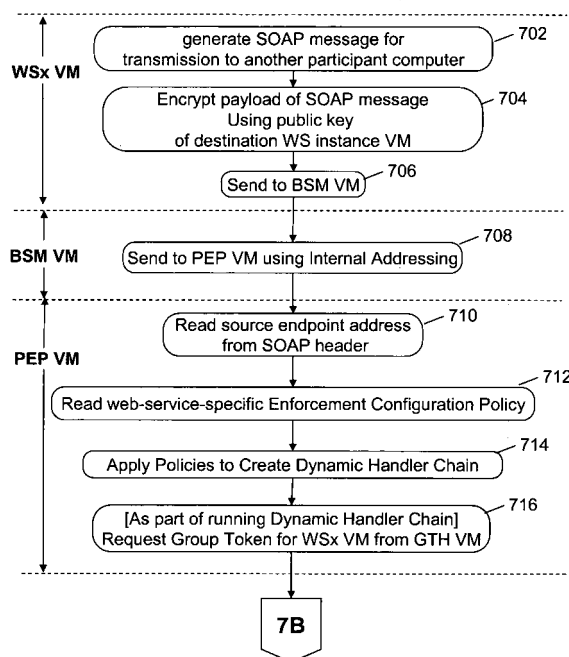 WSx VM
generate SOAP message for
transmission to another participant computer
702
Encrypt payload of SOAP message
Using public key
of destination WS instance VM
704
Send to BSM VM
706
BSM VM
Send to PEP VM using Internal Addressing
708
PEP VM
Read source endpoint address
from SOAP header
710
Read web-service-specific Enforcement Configuration Policy
712
Apply Policies to Create Dynamic Handler Chain
714
[As part of running Dynamic Handler Chain]
Request Group Token for WSx VM from GTH VM
716
7B